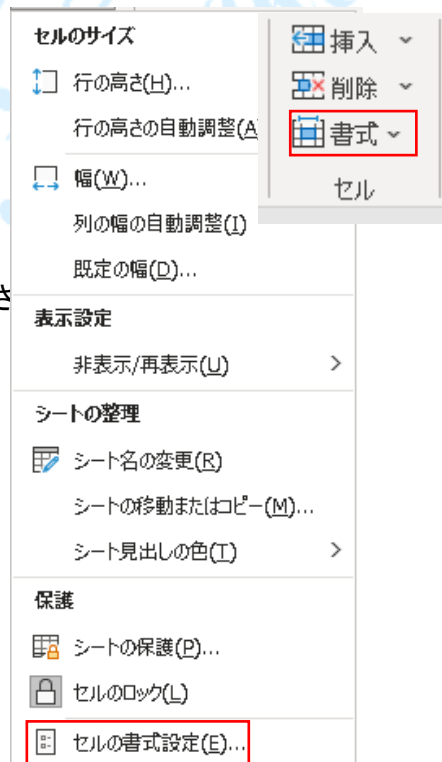 セルのサイズ
行の高さ(H)...
行の高さの自動調整(A
幅(W)...
列の幅の自動調整(I)
既定の幅(D)...
さ
表示設定
非表示/再表示(U)
シートの整理
シート名の変更(R)
シートの移動またはコピー(M)...
シート見出しの色(T)
保護
シートの保護(P)...
セルのロック(L)
セルの書式設定(E)...
挿入
削除
書式
セル